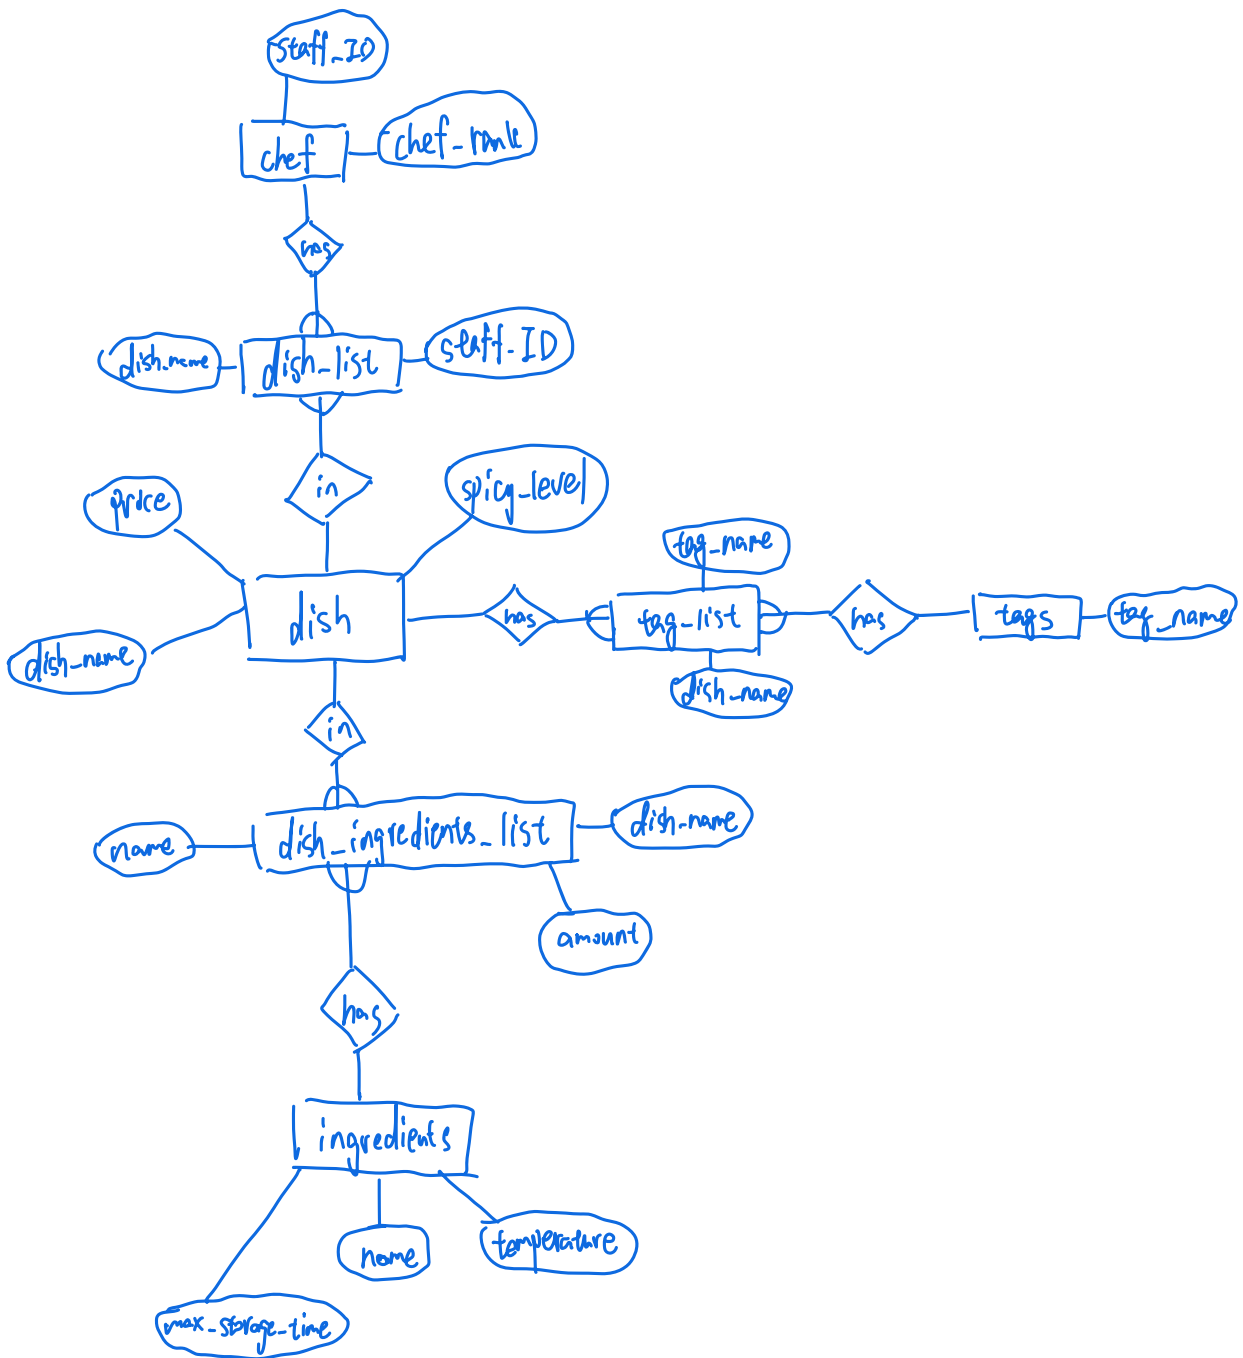 staff_ID
chef
chef_rank
has
dish_name
dish_list
staff_ID
in
price
spicy_level
dish
dish_name
has
tag_name
tag_list
dish_name
has
tags
tag_name
in
name
dish_ingredients_list
dish_name
amount
has
ingredients
name
temperature
max_storage_time